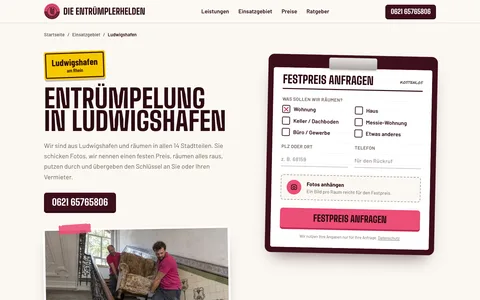 DIE ENTRÜMPLERHELDEN
Leistungen Einsatzgebiet Preise Ratgeber
0621 65765806
Startseite / Einsatzgebiet / Ludwigshafen
Ludwigshafen
am Rhein
ENTRÜMPELUNG
IN LUDWIGSHAFEN
Wir sind aus Ludwigshafen und räumen in allen 14 Stadtteilen. Sie
schicken Fotos, wir nennen einen festen Preis, räumen alles raus,
putzen durch und übergeben den Schlüssel an Sie oder Ihren
Vermieter.
0621 65765806
FESTPREIS ANFRAGEN
KOSTENLOS
WAS SOLLEN WIR RÄUMEN?
Wohnung
Haus
Keller / Dachboden
Messie-Wohnung
Büro / Gewerbe
Etwas anderes
PLZ ODER ORT
TELEFON
z. B. 67059
für den Rückruf
Fotos anhängen
Ein Bild pro Raum reicht für den Festpreis.
FESTPREIS ANFRAGEN
Wir nutzen Ihre Angaben nur für Ihre Anfrage. Datenschutz